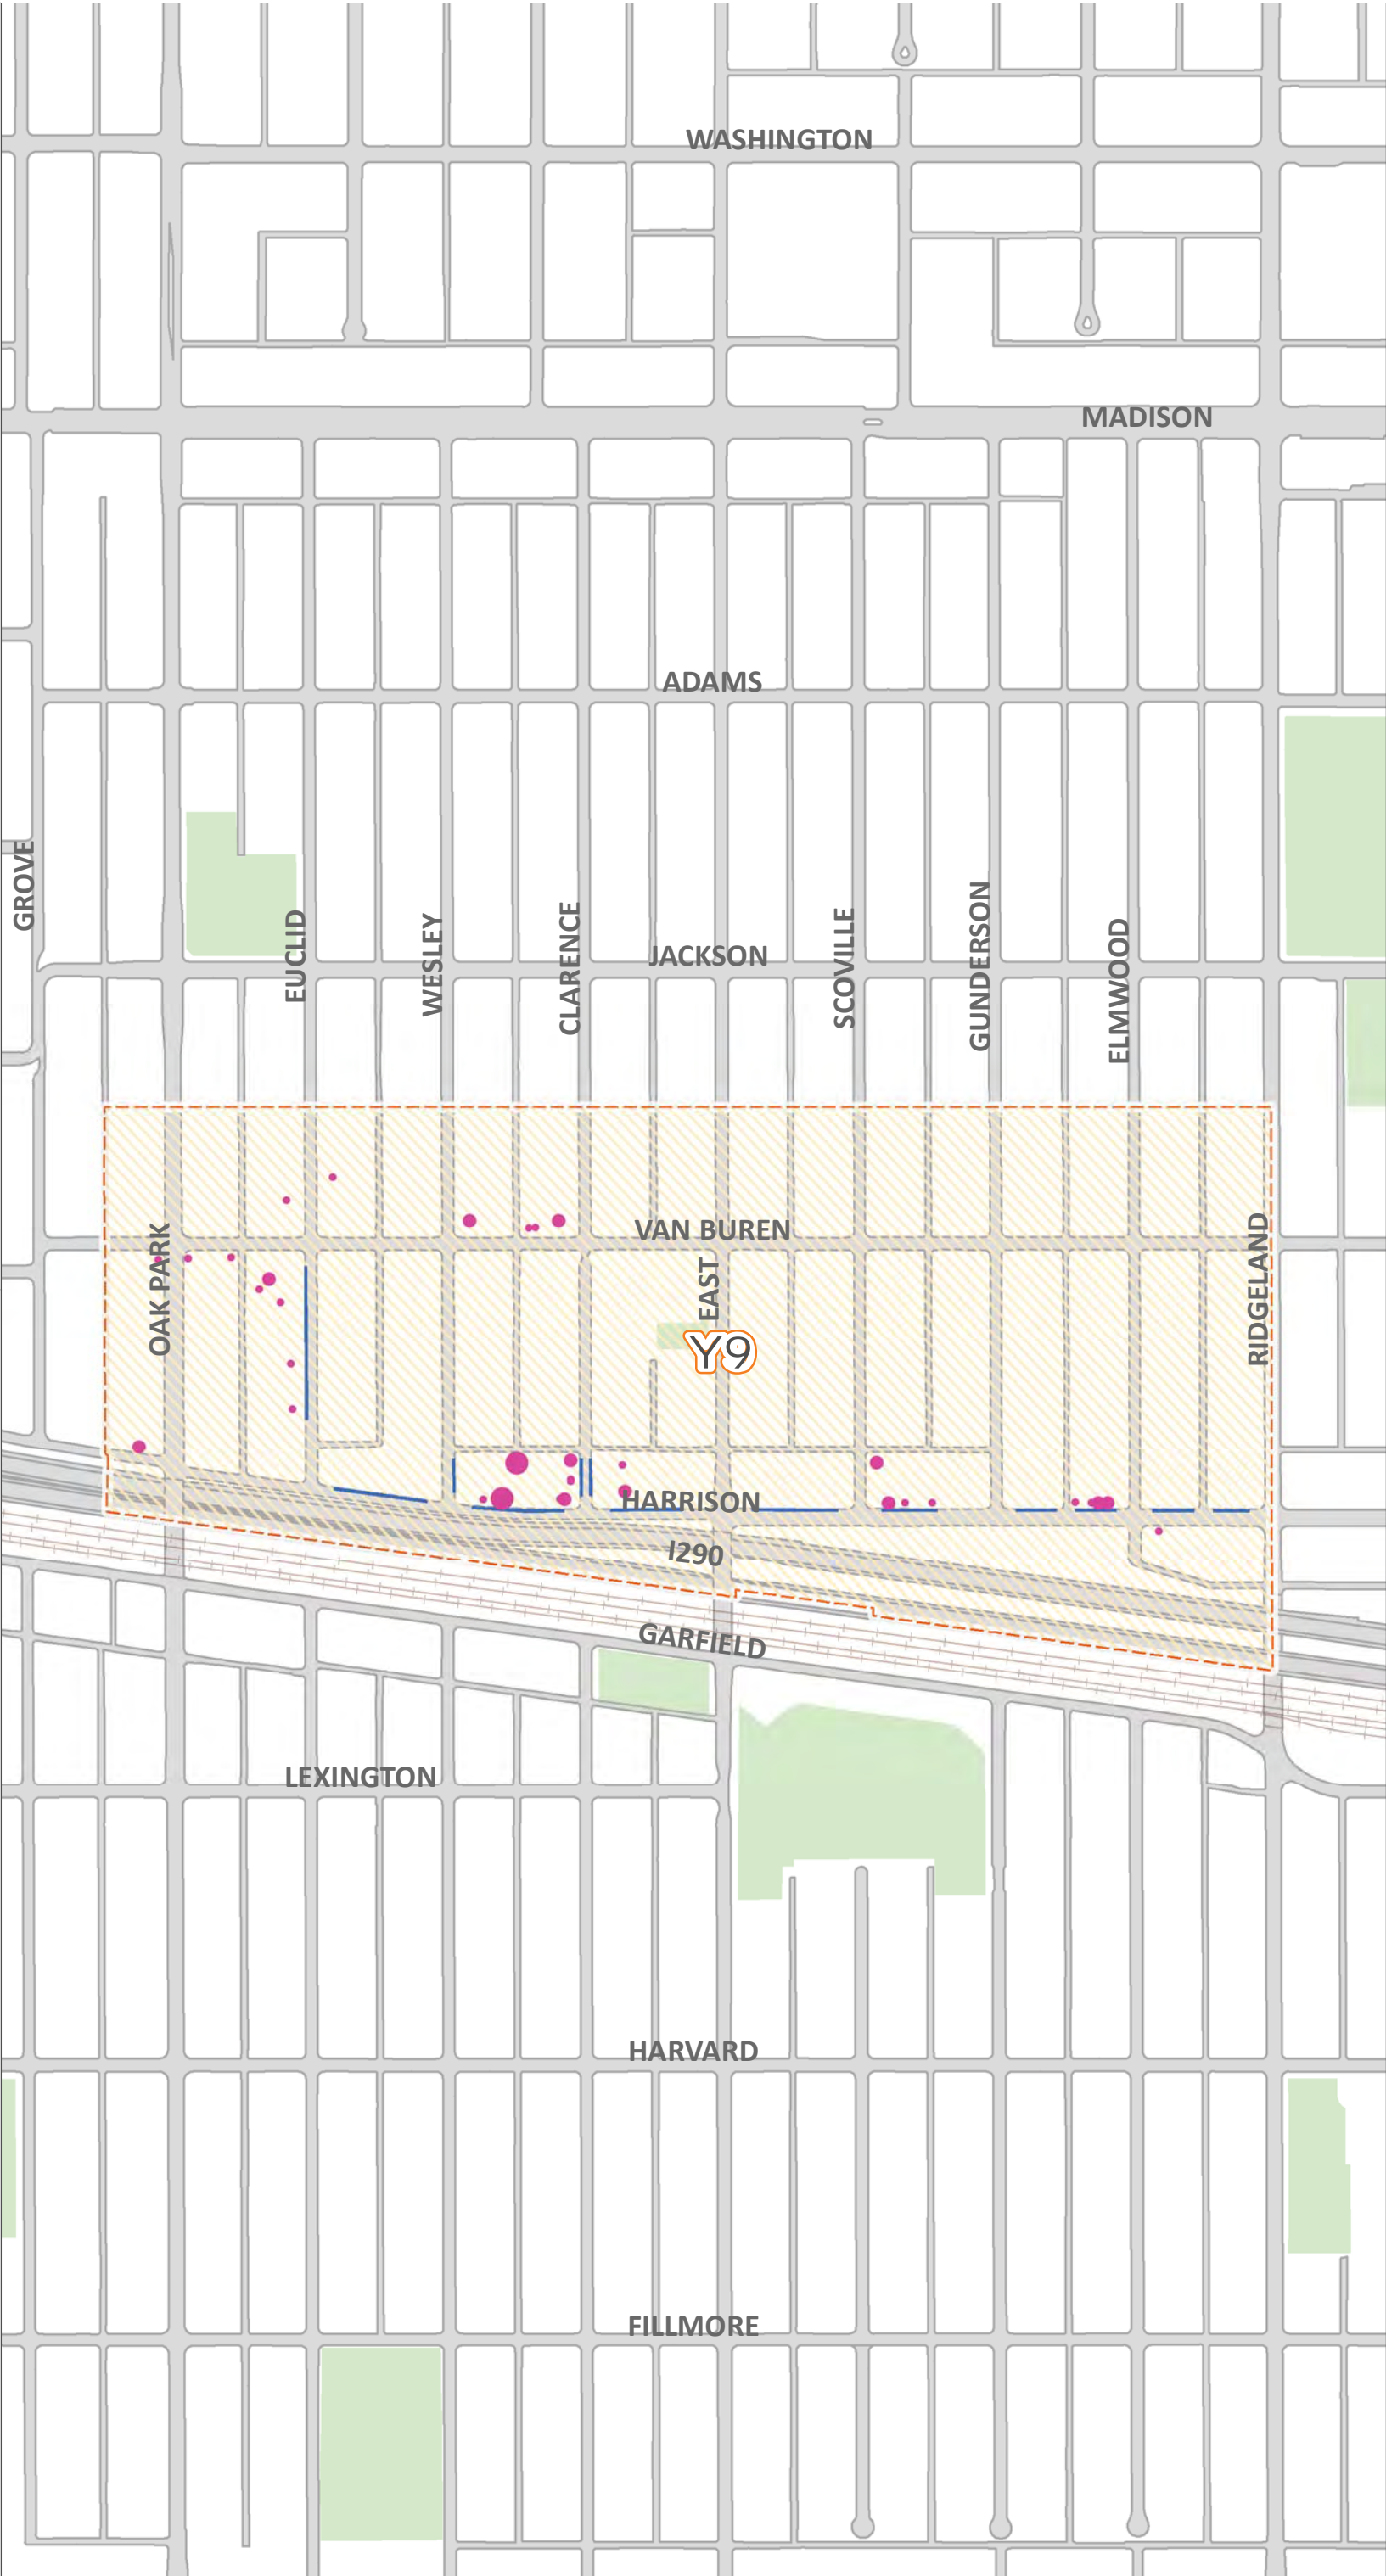 WASHINGTON
MADISON
ADAMS
GROVE
EUCLID
WESLEY
CLARENCE
JACKSON
SCOVILLE
GUNDERSON
ELMWOOD
OAK PARK
VAN BUREN
EAST
RIDGELAND
Y9
HARRISON
I290
GARFIELD
LEXINGTON
HARVARD
FILLMORE